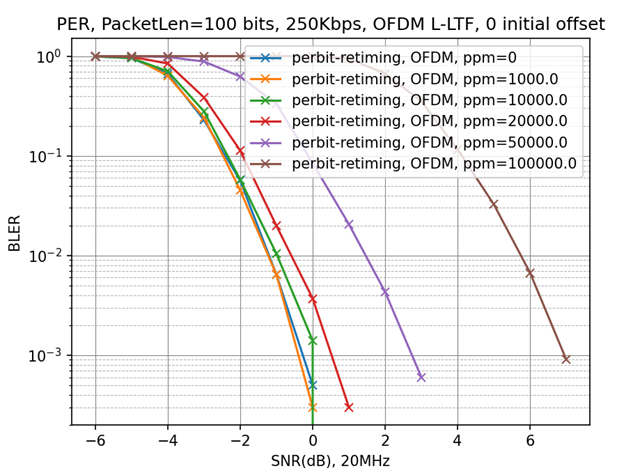 PER, PacketLen=100 bits, 250Kbps, OFDM L-LTF, 0 initial offset
perbit-retiming, OFDM, ppm=0
perbit-retiming, OFDM, ppm=1000.0
perbit-retiming, OFDM, ppm=10000.0
perbit-retiming, OFDM, ppm=20000.0
perbit-retiming, OFDM, ppm=50000.0
perbit-retiming, OFDM, ppm=100000.0
10⁰
10⁻¹
10⁻²
10⁻³
BLER
−6 −4 −2 0 2 4 6
SNR(dB), 20MHz